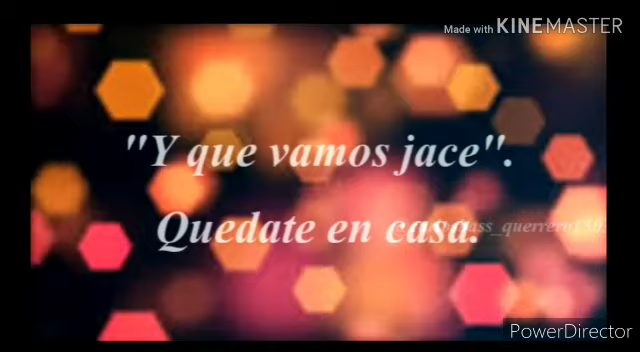 Made with KINEMASTER
"Y que vamos jace".
Quedate en casa.
PowerDirector